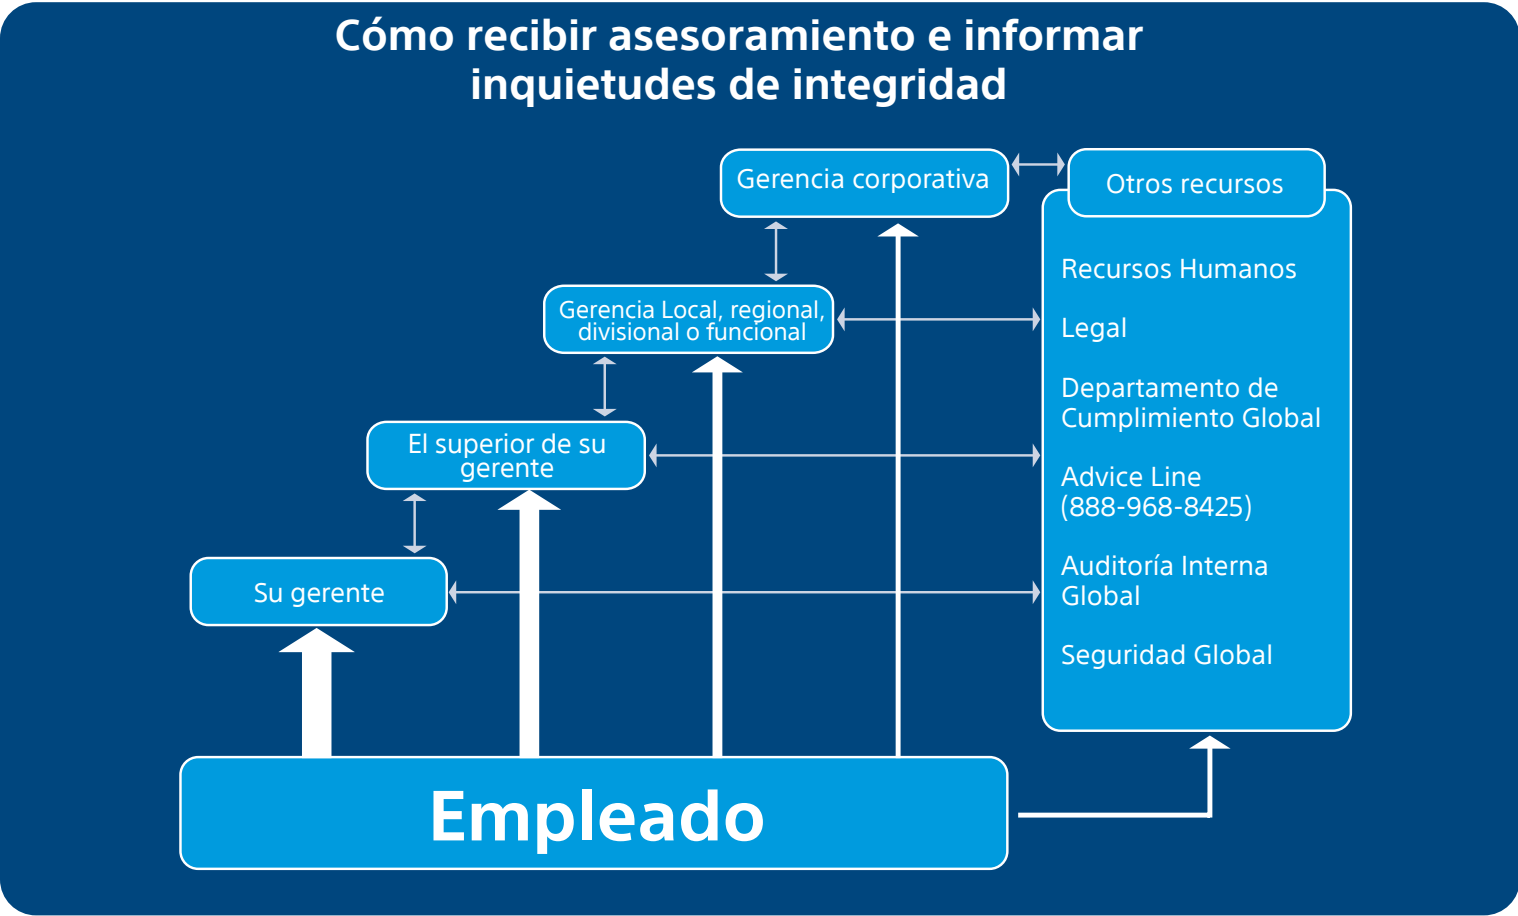 Cómo recibir asesoramiento e informar
inquietudes de integridad
Gerencia corporativa
Otros recursos
Recursos Humanos
Legal
Departamento de
Cumplimiento Global
Advice Line
(888-968-8425)
Auditoría Interna
Global
Seguridad Global
Gerencia Local, regional,
divisional o funcional
El superior de su
gerente
Su gerente
Empleado